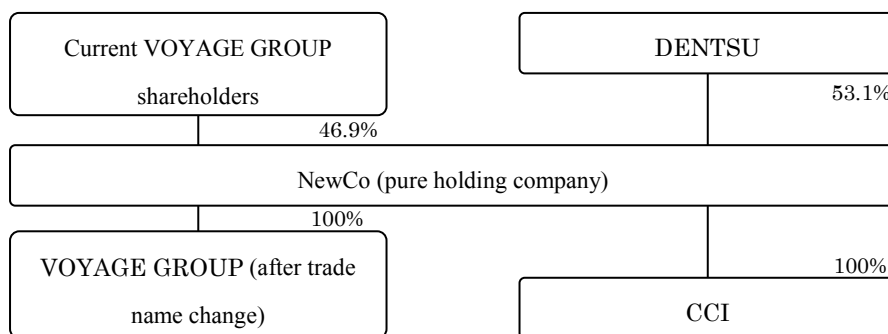 Current VOYAGE GROUP
shareholders
DENTSU
46.9%
53.1%
NewCo (pure holding company)
100%
100%
VOYAGE GROUP (after trade
name change)
CCI